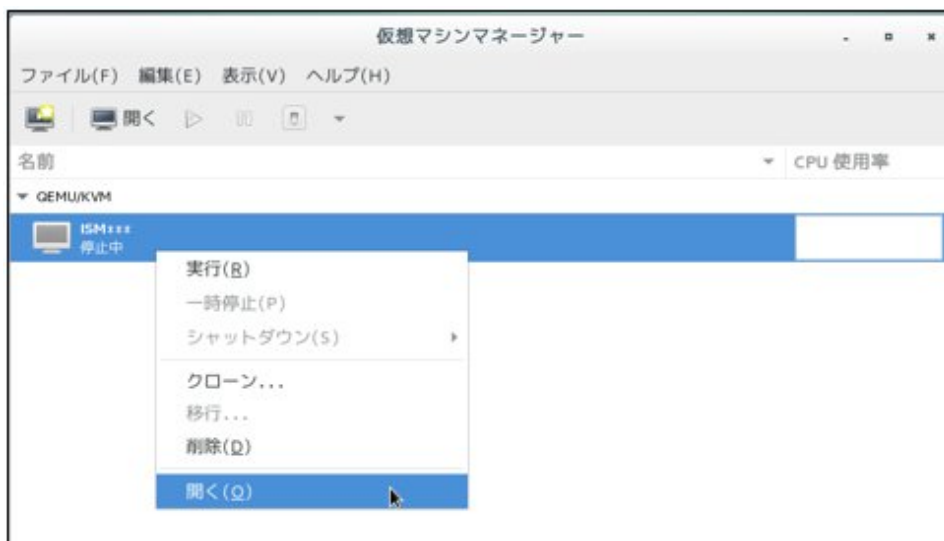 仮想マシンマネージャー
ファイル(F) 編集(E) 表示(V) ヘルプ(H)
開く
名前 CPU 使用率
QEMU/KVM
ISM***
停止中
実行(R)
一時停止(P)
シャットダウン(S)
クローン...
移行...
削除(D)
開く(O)